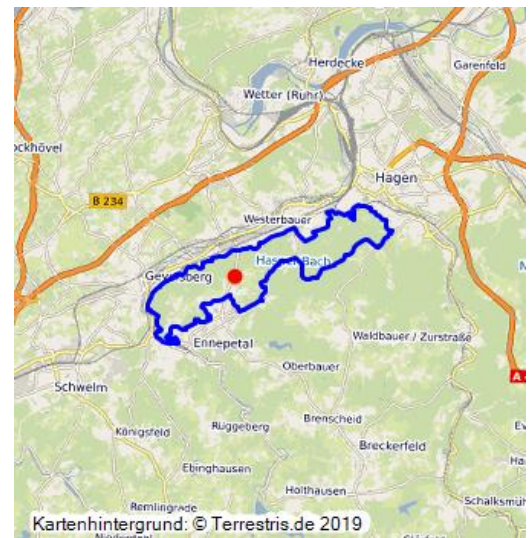 Herdecke
Garenfeld
Wetter (Ruhr)
ockhövel
Hagen
B 234
Westerbauer
Hasper Bach
Gevelsberg
Ennepetal
Waldbauer / Zurstraße
Oberbauer
A
Schwelm
Brenscheid
Rüggeberg
Königsfeld
Breckerfeld
Ebinghausen
Holthausen
Schalksmü
Remlingrade
Kartenhintergrund: © Terrestris.de 2019